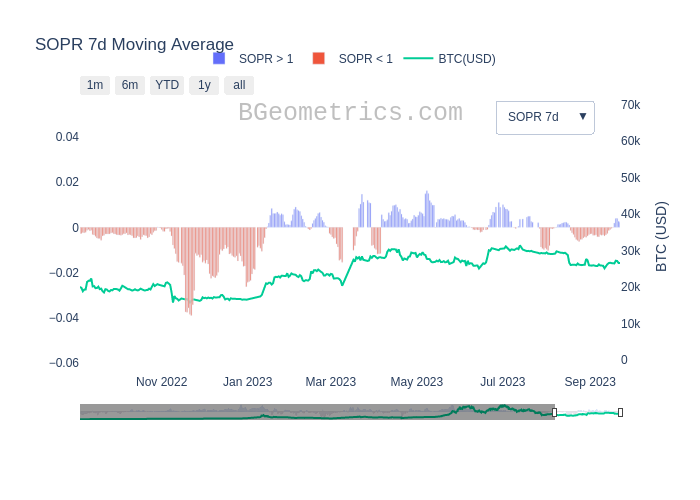 SOPR 7d Moving Average
SOPR > 1
SOPR < 1
BTC(USD)
1m
6m
YTD
1y
all
BGeometrics.com
SOPR 7d
▼
0.04
0.02
0
−0.02
−0.04
−0.06
70k
60k
50k
40k
30k
20k
10k
0
BTC (USD)
Nov 2022
Jan 2023
Mar 2023
May 2023
Jul 2023
Sep 2023